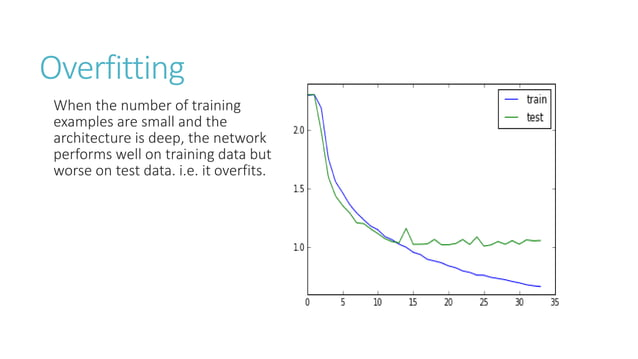 Overfitting
When the number of training
examples are small and the
architecture is deep, the network
performs well on training data but
worse on test data. i.e. it overfits.
train
test
2.0
1.5
1.0
0 5 10 15 20 25 30 35